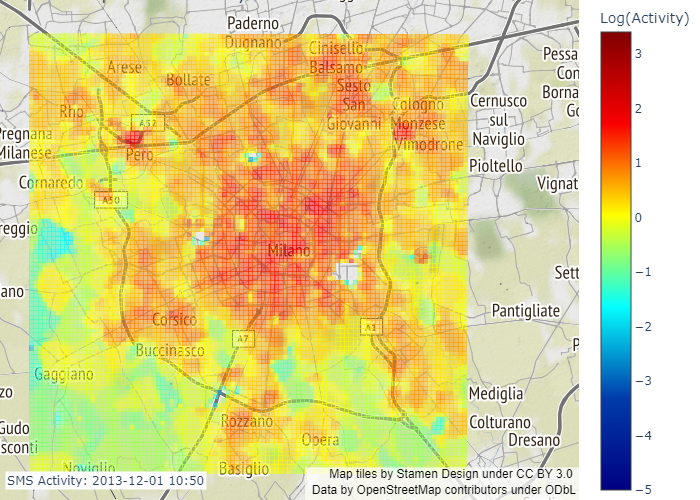 Log(Activity)
Paderno
Dugnano
Cinisello
Balsamo
Arese
Bollate
Sesto
San
Giovanni
Rho
Cologno
Monzese
Vimodrone
Cernusco
sul
Naviglio
Pessa
Con
Borna
Go
A52
Pregnana
Milanese
Pero
Pioltello
Cornaredo
Vignat
A50
reggio
Milano
Sett
ano
Pantigliate
Corsico
A7
A1
P
Buccinasco
Gaggiano
zo
Mediglia
Rozzano
Colturano
Gudo
sconti
Opera
Dresano
Noviglio
Basiglio
SMS Activity: 2013-12-01 10:50
Map tiles by Stamen Design under CC BY 3.0
Data by OpenStreetMap contributors under ODbL
3
2
1
0
−1
−2
−3
−4
−5